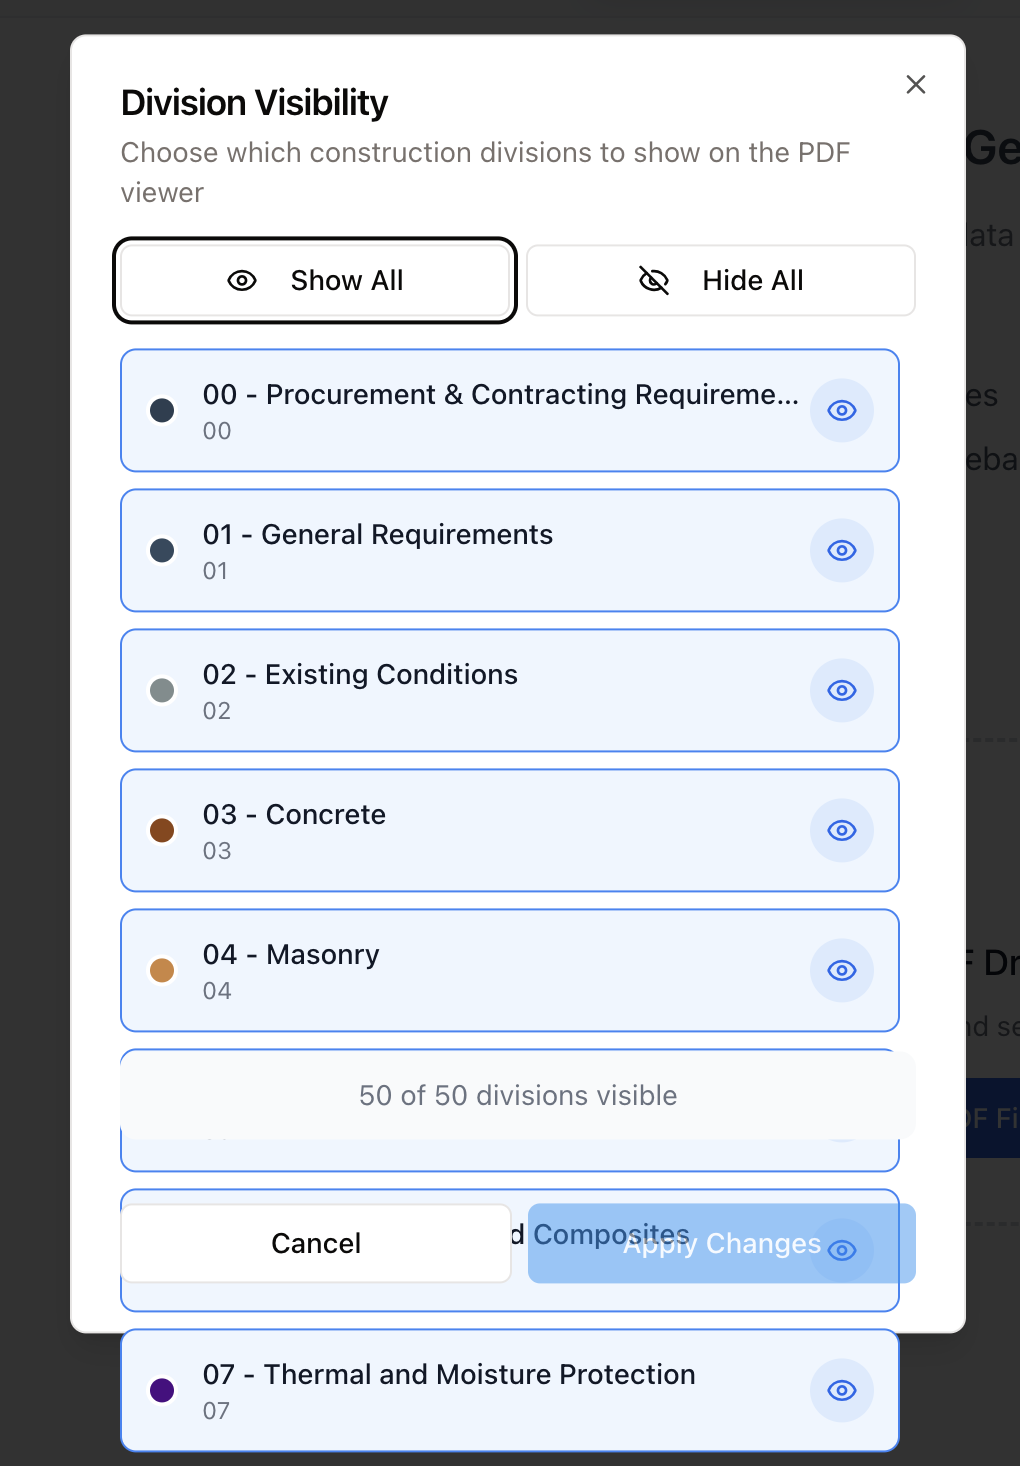 Division Visibility
Choose which construction divisions to show on the PDF
viewer
Show All
Hide All
00 - Procurement & Contracting Requireme...
00
01 - General Requirements
01
02 - Existing Conditions
02
03 - Concrete
03
04 - Masonry
04
50 of 50 divisions visible
d Composites
Cancel
Apply Changes
07 - Thermal and Moisture Protection
07
Ge
ata
es
eba
F Dr
nd se
DF Fi